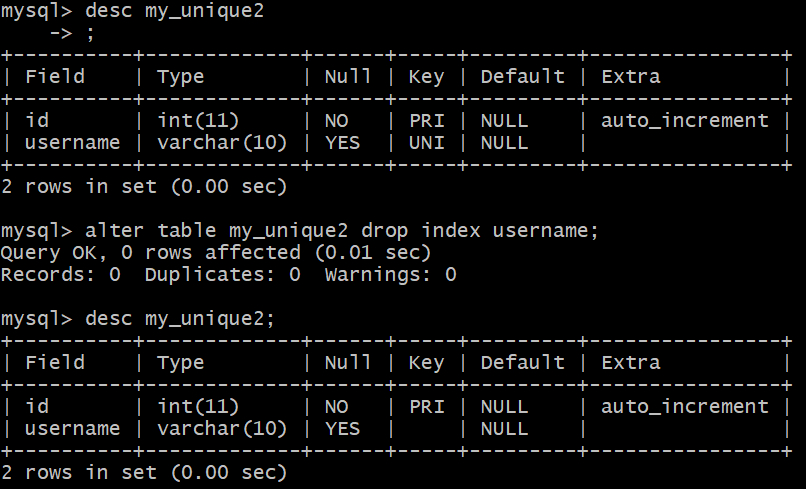 mysql> desc my_unique2
    -> ;
+----------+-------------+------+-----+---------+----------------+
| Field    | Type        | Null | Key | Default | Extra          |
+----------+-------------+------+-----+---------+----------------+
| id       | int(11)     | NO   | PRI | NULL    | auto_increment |
| username | varchar(10) | YES  | UNI | NULL    |                |
+----------+-------------+------+-----+---------+----------------+
2 rows in set (0.00 sec)

mysql> alter table my_unique2 drop index username;
Query OK, 0 rows affected (0.01 sec)
Records: 0  Duplicates: 0  Warnings: 0

mysql> desc my_unique2;
+----------+-------------+------+-----+---------+----------------+
| Field    | Type        | Null | Key | Default | Extra          |
+----------+-------------+------+-----+---------+----------------+
| id       | int(11)     | NO   | PRI | NULL    | auto_increment |
| username | varchar(10) | YES  |     | NULL    |                |
+----------+-------------+------+-----+---------+----------------+
2 rows in set (0.00 sec)